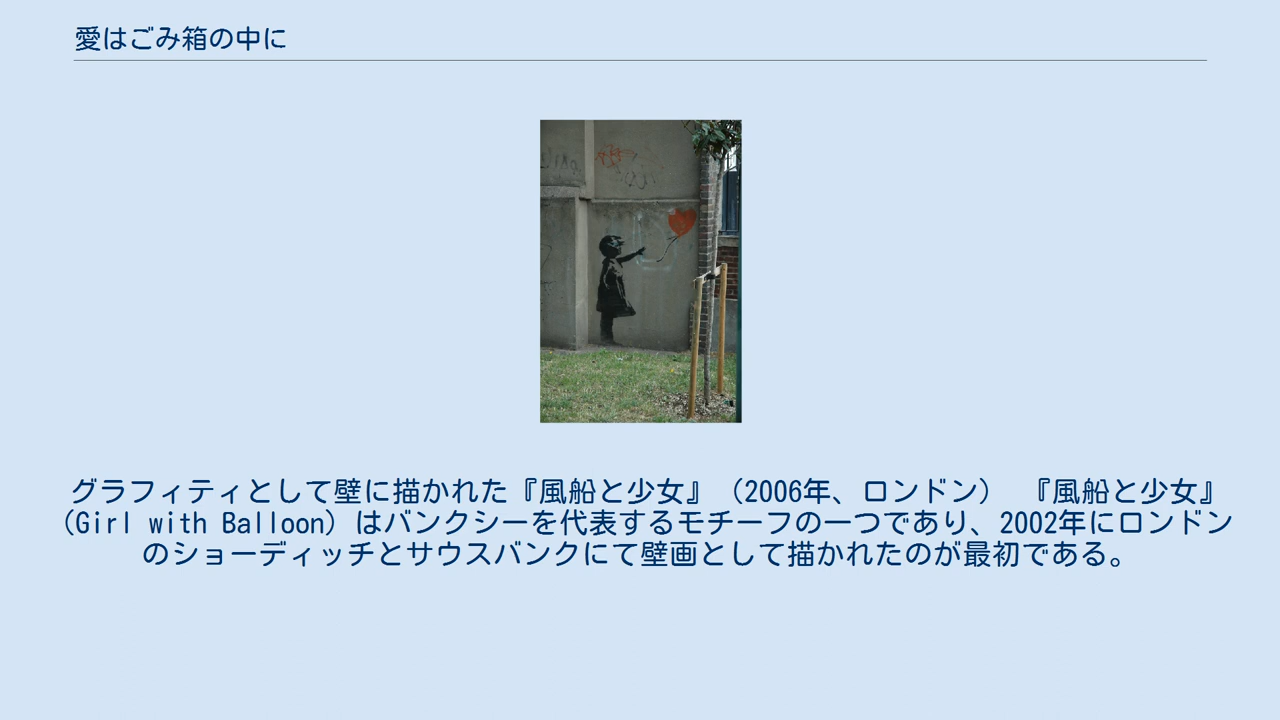 愛はごみ箱の中に
グラフィティとして壁に描かれた『風船と少女』（2006年、ロンドン）　『風船と少女』
（Girl with Balloon）はバンクシーを代表するモチーフの一つであり、2002年にロンドン
のショーディッチとサウスバンクにて壁画として描かれたのが最初である。